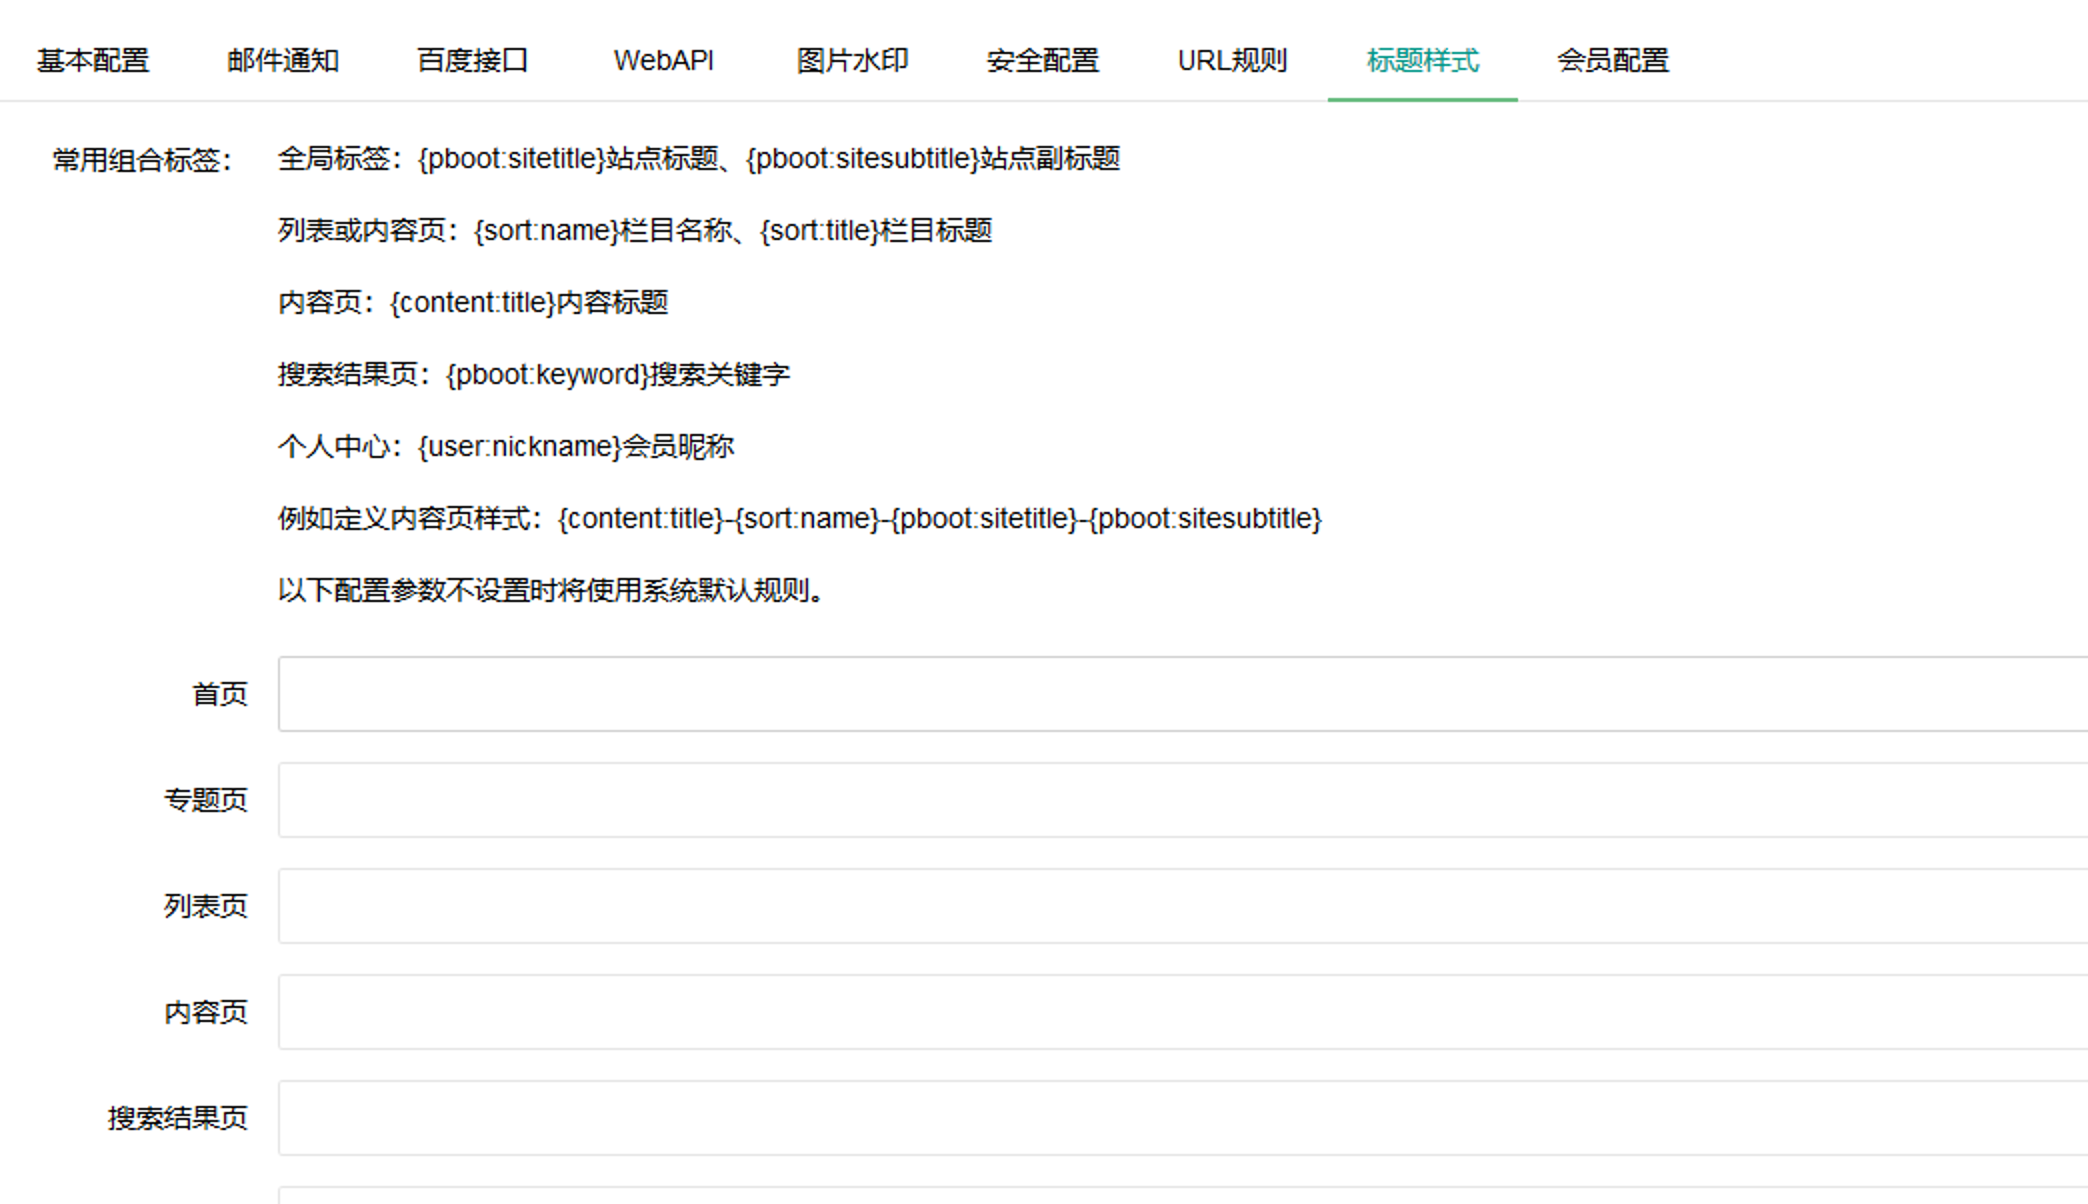 基本配置 邮件通知 百度接口 WebAPI 图片水印 安全配置 URL规则 标题样式 会员配置
常用组合标签： 全局标签：{pboot:sitetitle}站点标题、{pboot:sitesubtitle}站点副标题
列表或内容页：{sort:name}栏目名称、{sort:title}栏目标题
内容页：{content:title}内容标题
搜索结果页：{pboot:keyword}搜索关键字
个人中心：{user:nickname}会员昵称
例如定义内容页样式：{content:title}-{sort:name}-{pboot:sitetitle}-{pboot:sitesubtitle}
以下配置参数不设置时将使用系统默认规则。
首页
专题页
列表页
内容页
搜索结果页